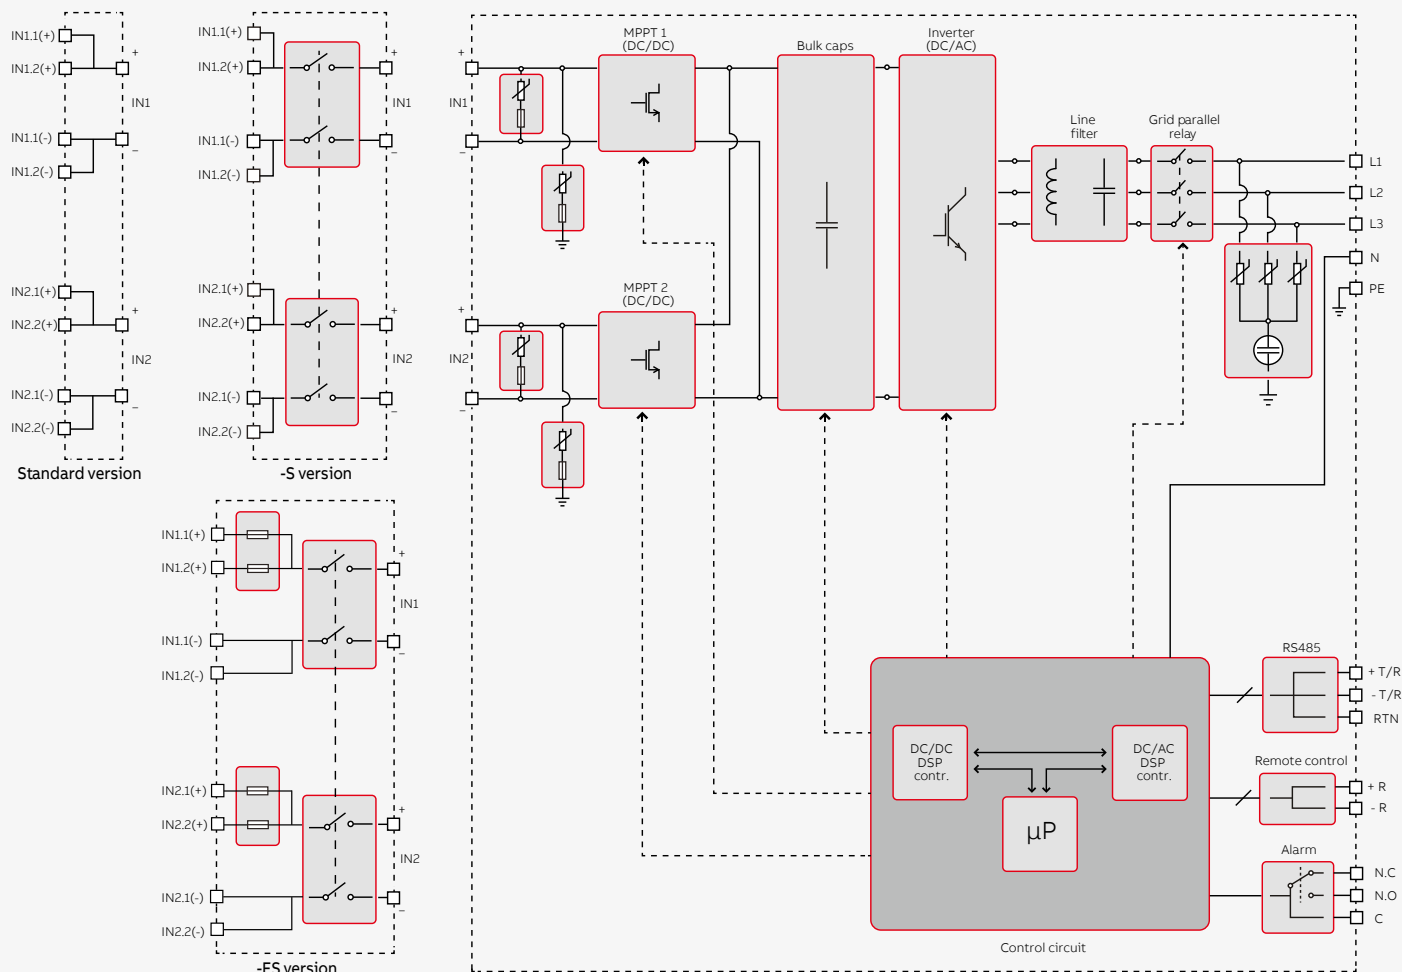 IN1.1(+)
IN1.2(+)
+
IN1
IN1.1(-)
IN1.2(-)
–
IN2.1(+)
IN2.2(+)
+
IN2
IN2.1(-)
IN2.2(-)
–
Standard version
IN1.1(+)
IN1.2(+)
+
IN1
IN1.1(-)
IN1.2(-)
–
IN2.1(+)
IN2.2(+)
+
IN2
IN2.1(-)
IN2.2(-)
–
-S version
IN1.1(+)
IN1.2(+)
+
IN1
IN1.1(-)
IN1.2(-)
–
IN2.1(+)
IN2.2(+)
+
IN2
IN2.1(-)
IN2.2(-)
–
-FS version
+
IN1
–
+
IN2
–
MPPT 1
(DC/DC)
MPPT 2
(DC/DC)
Bulk caps
Inverter
(DC/AC)
Line
filter
Grid parallel
relay
L1
L2
L3
N
PE
RS485
+ T/R
- T/R
RTN
Remote control
+ R
- R
Alarm
N.C
N.O
C
DC/DC
DSP
contr.
DC/AC
DSP
contr.
µP
Control circuit